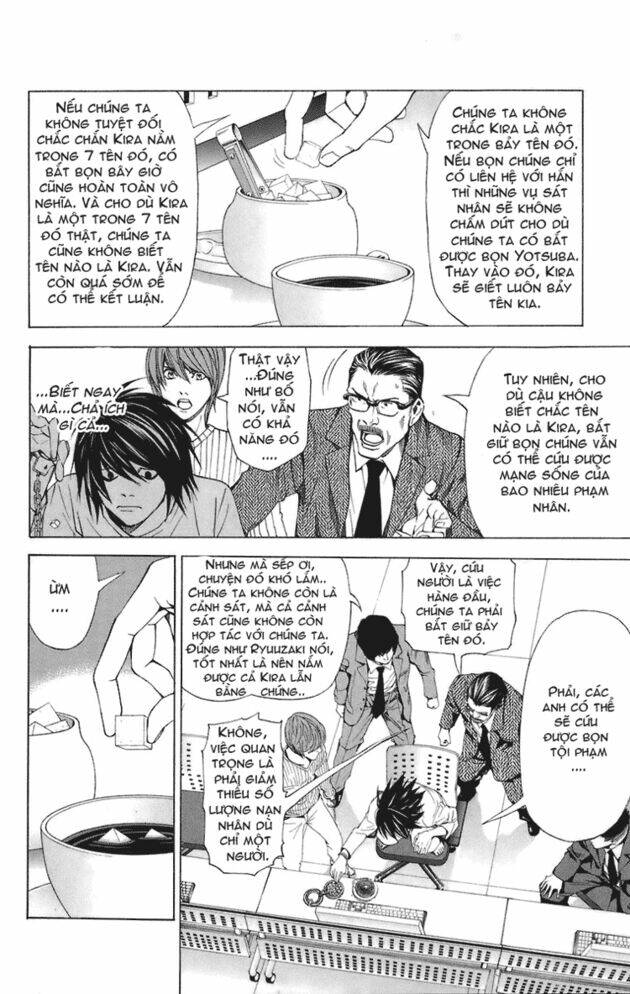 CHÚNG TA KHÔNG
CHẮC KIRA LÀ MỘT
TRONG BẢY TÊN ĐÓ.
NẾU BỌN CHÚNG CHỈ
CÓ LIÊN HỆ VỚI HẮN
THÌ NHỮNG VỤ SÁT
NHÂN SẼ KHÔNG
CHẤM DỨT CHO DÙ
CHÚNG TA CÓ BẮT
ĐƯỢC BỌN YOTSUBA.
THAY VÀO ĐÓ, KIRA
SẼ GIẾT LUÔN BẢY
TÊN KIA.
NẾU CHÚNG TA
KHÔNG TUYỆT ĐỐI
CHẮC CHẮN KIRA NẰM
TRONG 7 TÊN ĐÓ, CÓ
BẮT BỌN BÂY GIỜ
CŨNG HOÀN TOÀN VÔ
NGHĨA. VÀ CHO DÙ KIRA
LÀ MỘT TRONG 7 TÊN
ĐÓ THẬT, CHÚNG TA
CŨNG KHÔNG BIẾT
TÊN NÀO LÀ KIRA. VẪN
CÒN QUÁ SỚM ĐỂ
CÓ THỂ KẾT LUẬN.
TUY NHIÊN, CHO
DÙ CẬU KHÔNG
BIẾT CHẮC TÊN
NÀO LÀ KIRA, BẮT
GIỮ BỌN CHÚNG VẪN
CÓ THỂ CỨU ĐƯỢC
MẠNG SỐNG CỦA
BAO NHIÊU PHẠM
NHÂN.
THẬT VẬY
...ĐÚNG
NHƯ BỐ
NÓI, VẪN
CÓ KHẢ
NĂNG ĐÓ
....
...BIẾT NGAY
MÀ...CHẢ ÍCH
GÌ CẢ...
PHẢI, CÁC
ANH CÓ THỂ
SẼ CỨU
ĐƯỢC BỌN
TỘI PHẠM
....
VẬY, CỨU
NGƯỜI LÀ VIỆC
HÀNG ĐẦU,
CHÚNG TA PHẢI
BẮT GIỮ BẢY
TÊN ĐÓ.
NHƯNG MÀ SẾP ƠI,
CHUYỆN ĐÓ KHÓ LẮM..
CHÚNG TA KHÔNG CÒN LÀ
CẢNH SÁT, MÀ CẢ CẢNH
SÁT CŨNG KHÔNG CÒN
HỢP TÁC VỚI CHÚNG TA.
ĐÚNG NHƯ RYUUZAKI NÓI,
TỐT NHẤT LÀ NÊN NẮM
ĐƯỢC CẢ KIRA LẪN
BẰNG CHỨNG..
KHÔNG,
VIỆC QUAN
TRỌNG LÀ
PHẢI GIẢM
THIỂU SỐ
LƯỢNG NẠN
NHÂN DÙ
CHỈ MỘT
NGƯỜI.
ỪM
....